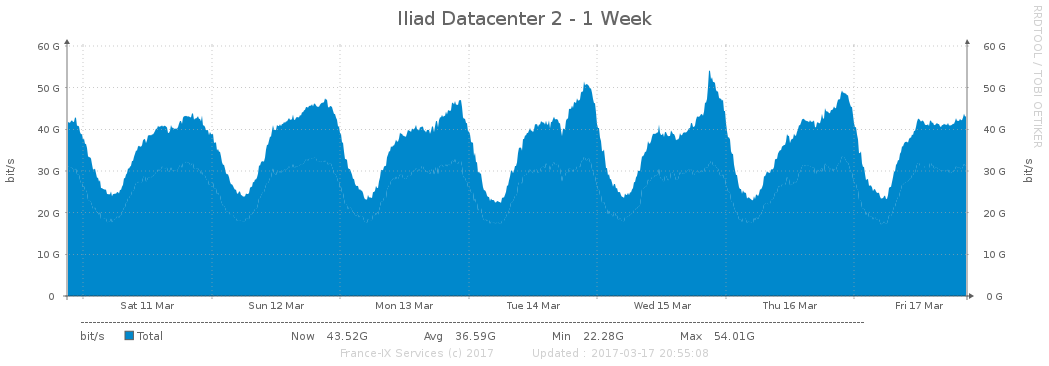 Iliad Datacenter 2 - 1 Week
RRDTOOL / TOBI OETIKER
60 G 60 G
50 G 50 G
40 G 40 G
30 G 30 G
20 G 20 G
10 G 10 G
0 0 G
bit/s bit/s
Sat 11 Mar Sun 12 Mar Mon 13 Mar Tue 14 Mar Wed 15 Mar Thu 16 Mar Fri 17 Mar
bit/s Total Now 43.52G Avg 36.59G Min 22.28G Max 54.01G
France-IX Services (c) 2017 Updated : 2017-03-17 20:55:08